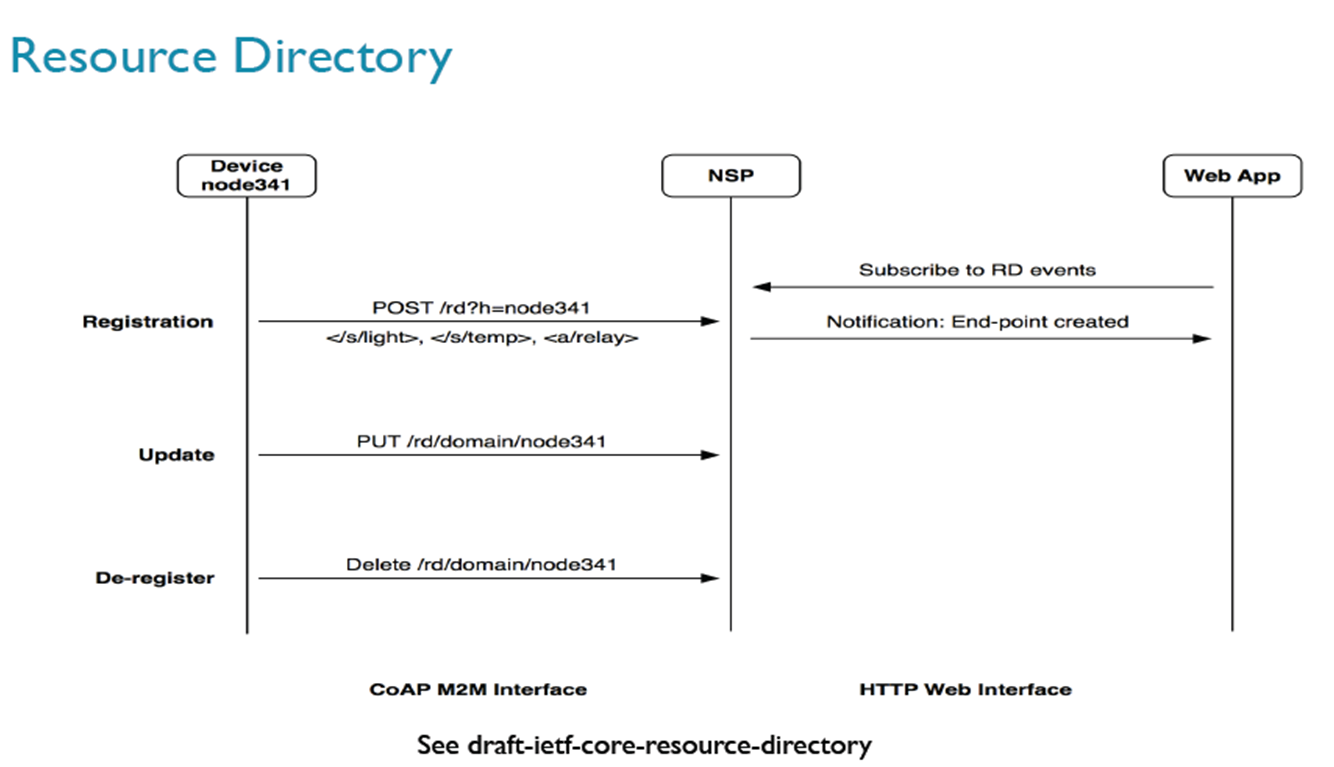 Resource Directory
Device
node341
NSP
Web App
Subscribe to RD events
POST /rd?h=node341
Registration
Notification: End-point created
</s/light>, </s/temp>, <a/relay>
PUT /rd/domain/node341
Update
Delete /rd/domain/node341
De-register
CoAP M2M Interface
HTTP Web Interface
See draft-ietf-core-resource-directory